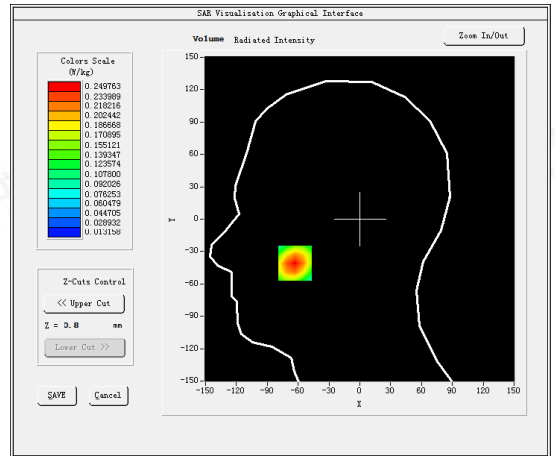 SAR Visualisation Graphical Interface
Volume Radiated Intensity
Zoom In/Out
Colors Scale
(W/kg)
0.249763
0.233989
0.218216
0.202442
0.186668
0.170895
0.155121
0.139347
0.123574
0.107800
0.092026
0.076253
0.060479
0.044705
0.028932
0.013158
Z-Cuts Control
<< Upper Cut
Z = 0.8 mm
Lower Cut >>
SAVE Cancel
150
120
90
60
30
0
-30
-60
-90
-120
-150
Y
-150 -120 -90 -60 -30 0 30 60 90 120 150
X